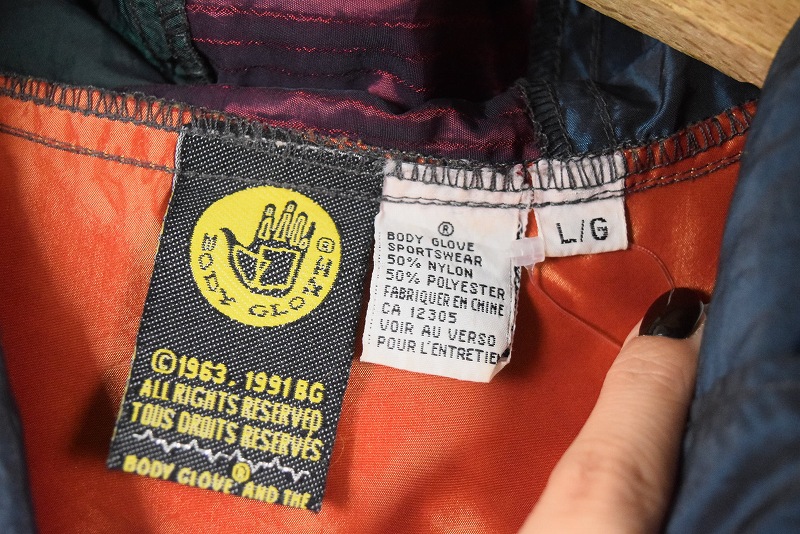 BODY GLOVE ®
© 1963, 1991 BG
ALL RIGHTS RESERVED
TOUS DROITS RESERVÉS
®
BODY GLOVE AND THE
®
BODY GLOVE
SPORTSWEAR
50% NYLON
50% POLYESTER
FABRIQUER EN CHINE
CA 12305
VOIR AU VERSO
POUR L'ENTRETIEN
L/G